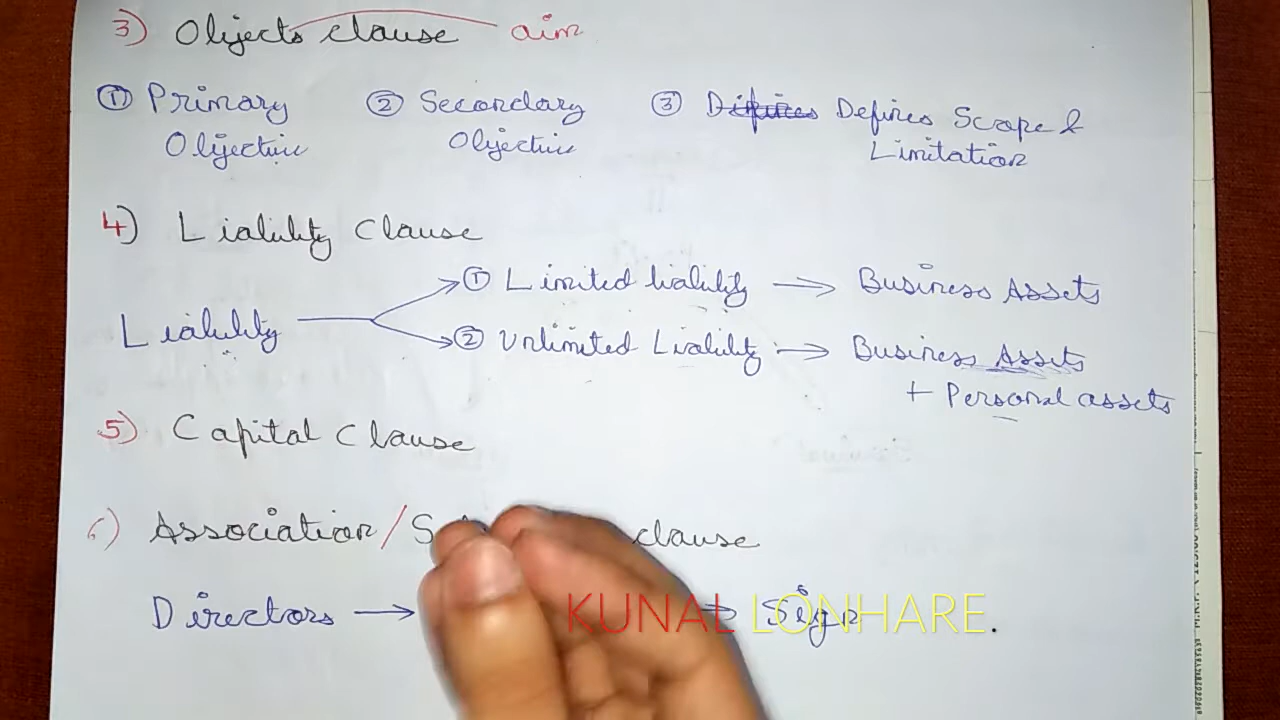 3) Objects clause aim
① Primary Objective ② Secondary Objective ③ Defines Defines Scope & Limitation
4) Liability Clause
Liability
① Limited liability → Business Assets
② Unlimited Liability → Business Assets
+ Personal assets
5) Capital Clause
6) Association / S clause
Directors → → Sign
KUNAL LONHARE.